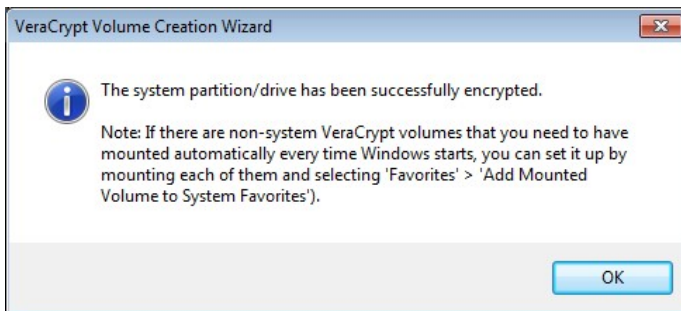 VeraCrypt Volume Creation Wizard
The system partition/drive has been successfully encrypted.
Note: If there are non-system VeraCrypt volumes that you need to have
mounted automatically every time Windows starts, you can set it up by
mounting each of them and selecting 'Favorites' > 'Add Mounted
Volume to System Favorites').
OK